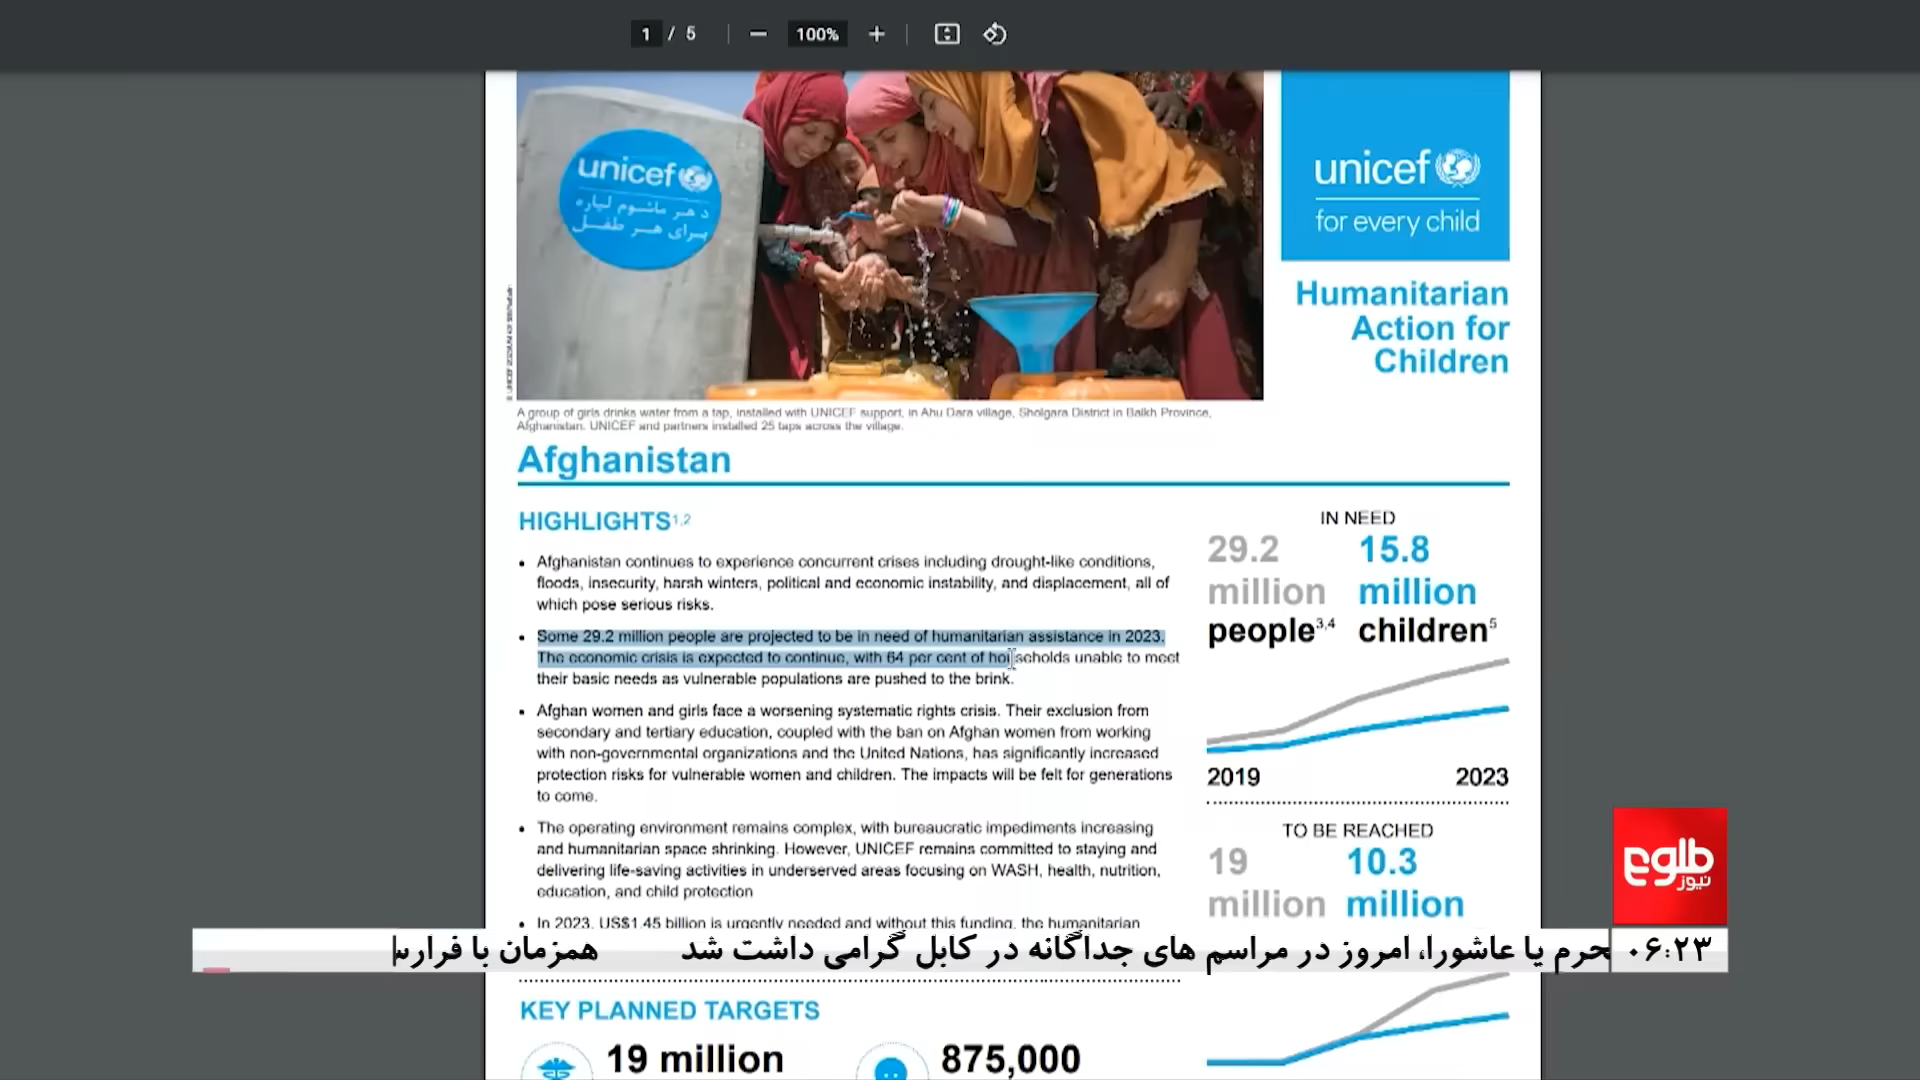 1 / 5
100%
unicef
د هر ماشوم لپاره
برای هر طفل
unicef
for every child
Humanitarian
Action for
Children
A group of girls drinks water from a tap, installed with UNICEF support, in Ahu Dara village, Sholgara District in Balkh Province,
Afghanistan. UNICEF and partners installed 25 taps across the village.
Afghanistan
HIGHLIGHTS1,2
• Afghanistan continues to experience concurrent crises including drought-like conditions,
floods, insecurity, harsh winters, political and economic instability, and displacement, all of
which pose serious risks.
• Some 29.2 million people are projected to be in need of humanitarian assistance in 2023.
The economic crisis is expected to continue, with 64 per cent of households unable to meet
their basic needs as vulnerable populations are pushed to the brink.
• Afghan women and girls face a worsening systematic rights crisis. Their exclusion from
secondary and tertiary education, coupled with the ban on Afghan women from working
with non-governmental organizations and the United Nations, has significantly increased
protection risks for vulnerable women and children. The impacts will be felt for generations
to come.
• The operating environment remains complex, with bureaucratic impediments increasing
and humanitarian space shrinking. However, UNICEF remains committed to staying and
delivering life-saving activities in underserved areas focusing on WASH, health, nutrition,
education, and child protection
• In 2023, US$1.45 billion is urgently needed and without this funding, the humanitarian
IN NEED
29.2 15.8
million million
people3,4 children5
2019 2023
TO BE REACHED
19 10.3
million million
طلوع
نیوز
۰۶:۲۳
حرم یا عاشورا، امروز در مراسم های جداگانه در کابل گرامی داشت شد همزمان با فرارس
KEY PLANNED TARGETS
19 million 875,000